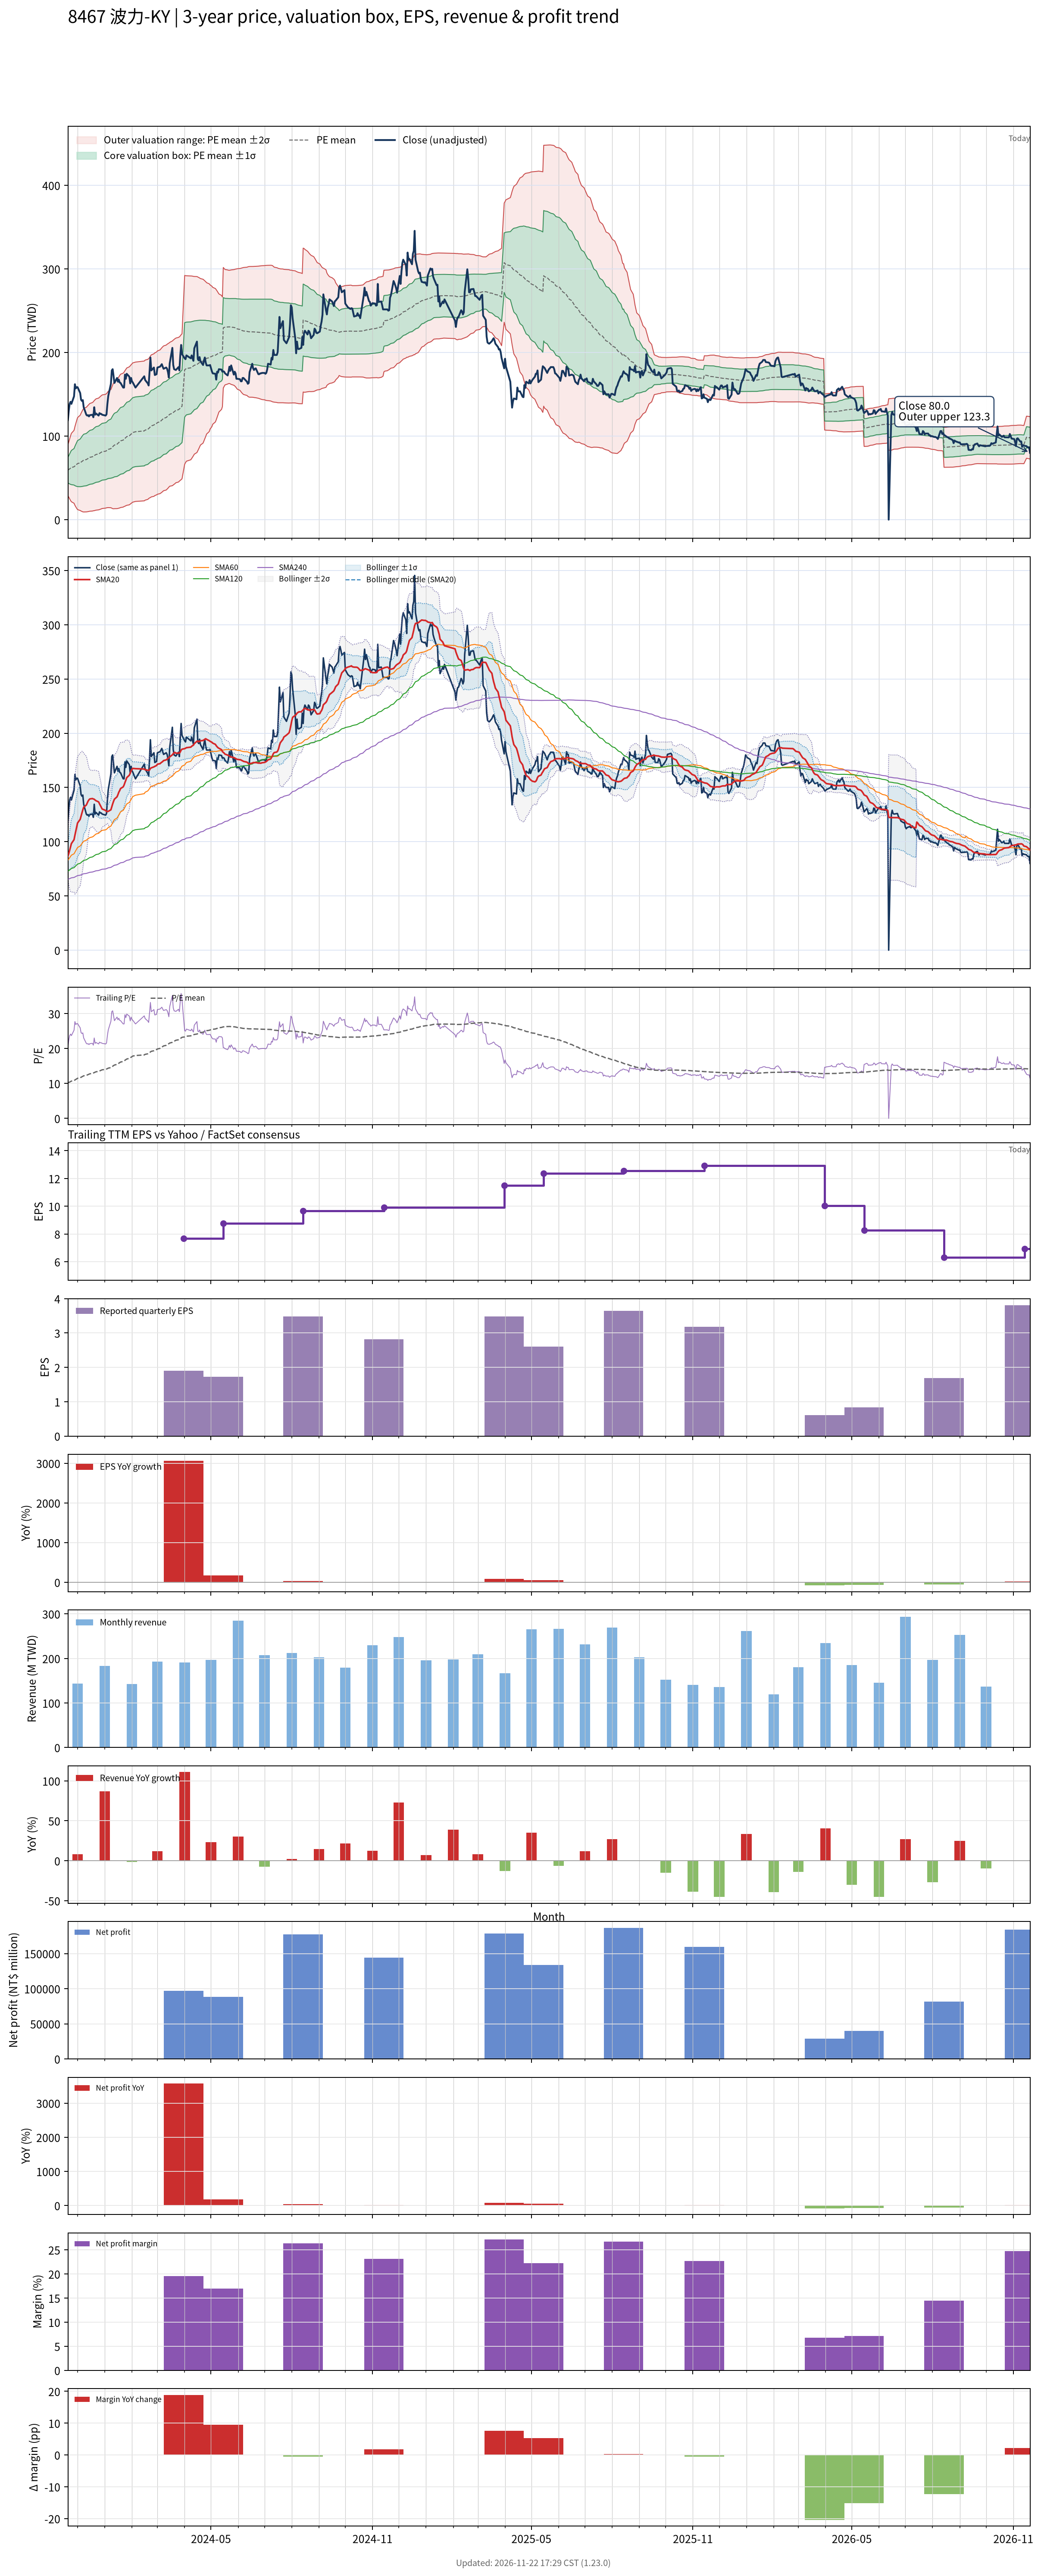 8467 波力-KY | 3-year price, valuation box, EPS, revenue & profit trend
Outer valuation range: PE mean ±2σ
Core valuation box: PE mean ±1σ
PE mean
Close (unadjusted)
Today
Price (TWD)
400
300
200
100
0
Close 80.0
Outer upper 123.3
Close (same as panel 1)
SMA20
SMA60
SMA120
SMA240
Bollinger ±2σ
Bollinger ±1σ
Bollinger middle (SMA20)
Price
350
300
250
200
150
100
50
0
Trailing P/E
P/E mean
P/E
30
20
10
0
Trailing TTM EPS vs Yahoo / FactSet consensus
Today
EPS
14
12
10
8
6
Reported quarterly EPS
EPS
4
3
2
1
0
EPS YoY growth
YoY (%)
3000
2000
1000
0
Monthly revenue
Revenue (M TWD)
300
200
100
0
Revenue YoY growth
YoY (%)
100
50
0
-50
Month
Net profit
Net profit (NT$ million)
150000
100000
50000
0
Net profit YoY
YoY (%)
3000
2000
1000
0
Net profit margin
Margin (%)
25
20
15
10
5
0
Margin YoY change
Δ margin (pp)
20
10
0
-10
-20
2024-05
2024-11
2025-05
2025-11
2026-05
2026-11
Updated: 2026-11-22 17:29 CST (1.23.0)